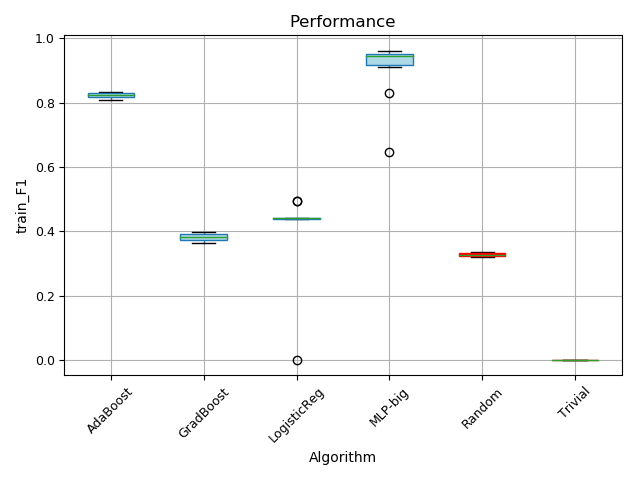 Performance
1.0
0.8
0.6
0.4
0.2
0.0
train_F1
AdaBoost
GradBoost
LogisticReg
MLP-big
Random
Trivial
Algorithm